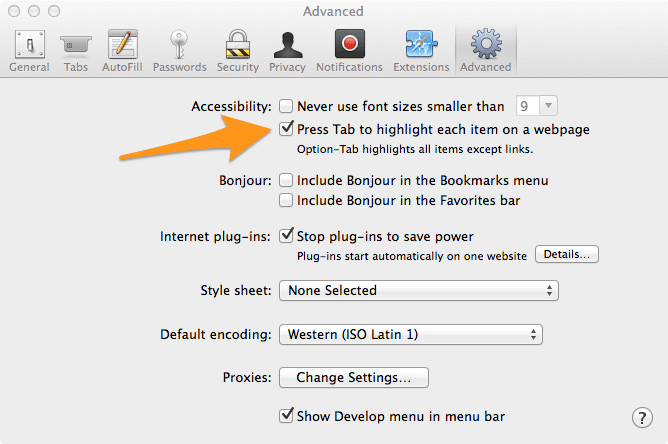 Advanced
General Tabs AutoFill Passwords Security Privacy Notifications Extensions Advanced
Accessibility: Never use font sizes smaller than 9
Press Tab to highlight each item on a webpage
Option-Tab highlights all items except links.
Bonjour: Include Bonjour in the Bookmarks menu
Include Bonjour in the Favorites bar
Internet plug-ins: Stop plug-ins to save power
Plug-ins start automatically on one website Details...
Style sheet: None Selected
Default encoding: Western (ISO Latin 1)
Proxies: Change Settings...
Show Develop menu in menu bar ?